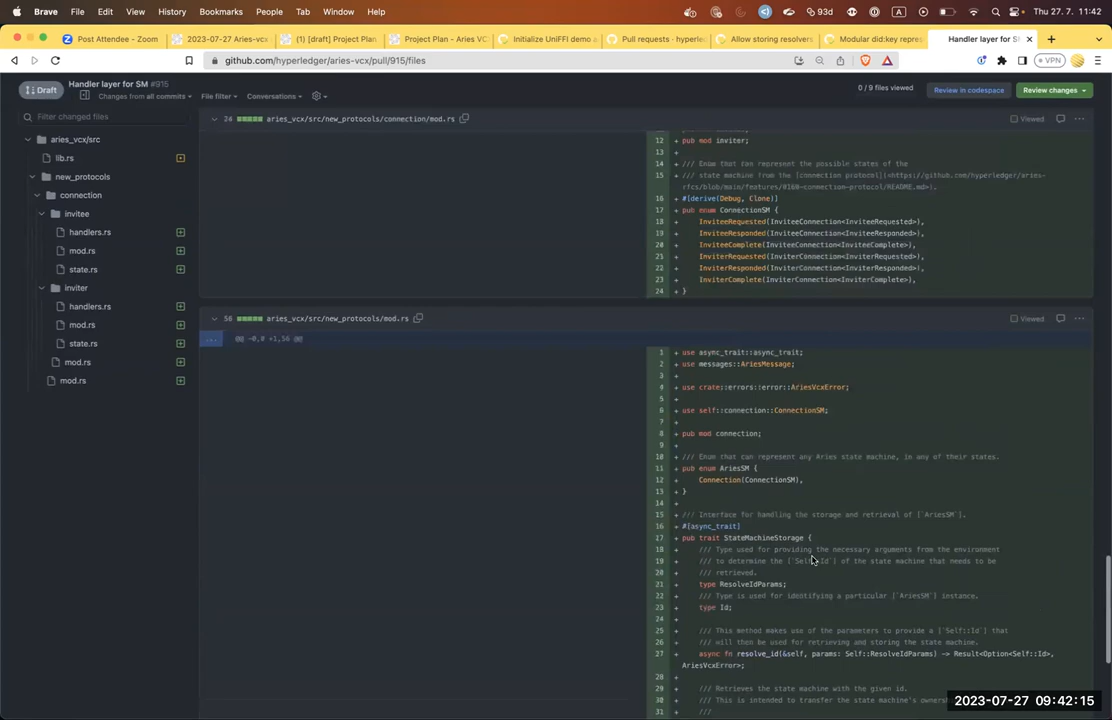 Brave File Edit View History Bookmarks People Tab Window Help 93d A Thu 27. 7. 11:42
Post Attendee - Zoom 2023-07-27 Aries-vcx (1) [draft] Project Plan Project Plan - Aries VC Initialize UniFFI demo Pull requests · hyperle Allow storing resolvers Modular did:key repres Handler layer for S
github.com/hyperledger/aries-vcx/pull/915/files VPN
Draft Handler layer for SM #915
Changes from all commits File filter Conversations
0 / 9 files viewed Review in codespace Review changes
Filter changed files
aries_vcx/src
lib.rs
new_protocols
connection
invitee
handlers.rs
mod.rs
state.rs
inviter
handlers.rs
mod.rs
state.rs
mod.rs
mod.rs
24 aries_vcx/src/new_protocols/connection/mod.rs Viewed
12 + pub mod inviter;
13 +
14 + /// Enum that can represent the possible states of the
15 + /// state machine from the [connection protocol](<https://github.com/hyperledger/aries-
rfcs/blob/main/features/0160-connection-protocol/README.md>).
16 + #[derive(Debug, Clone)]
17 + pub enum ConnectionSM {
18 + InviteeRequested(InviteeConnection<InviteeRequested>),
19 + InviteeResponded(InviteeConnection<InviteeResponded>),
20 + InviteeComplete(InviteeConnection<InviteeComplete>),
21 + InviterRequested(InviterConnection<InviterRequested>),
22 + InviterResponded(InviterConnection<InviterResponded>),
23 + InviterComplete(InviterConnection<InviterComplete>),
24 + }
56 aries_vcx/src/new_protocols/mod.rs Viewed
... @@ -0,0 +1,56 @@
1 + use async_trait::async_trait;
2 + use messages::AriesMessage;
3 +
4 + use crate::errors::error::AriesVcxError;
5 +
6 + use self::connection::ConnectionSM;
7 +
8 + pub mod connection;
9 +
10 + /// Enum that can represent any Aries state machine, in any of their states.
11 + pub enum AriesSM {
12 + Connection(ConnectionSM),
13 + }
14 +
15 + /// Interface for handling the storage and retrieval of [`AriesSM`].
16 + #[async_trait]
17 + pub trait StateMachineStorage {
18 + /// Type used for providing the necessary arguments from the environment
19 + /// to determine the [`Self::Id`] of the state machine that needs to be
20 + /// retrieved.
21 + type ResolveIdParams;
22 + /// Type is used for identifying a particular [`AriesSM`] instance.
23 + type Id;
24 +
25 + /// This method makes use of the parameters to provide a [`Self::Id`] that
26 + /// will then be used for retrieving and storing the state machine.
27 + async fn resolve_id(&self, params: Self::ResolveIdParams) -> Result<Option<Self::Id>,
AriesVcxError>;
28 +
29 + /// Retrieves the state machine with the given id.
30 + /// This is intended to transfer the state machine's owners
31 + ///
2023-07-27 09:42:15